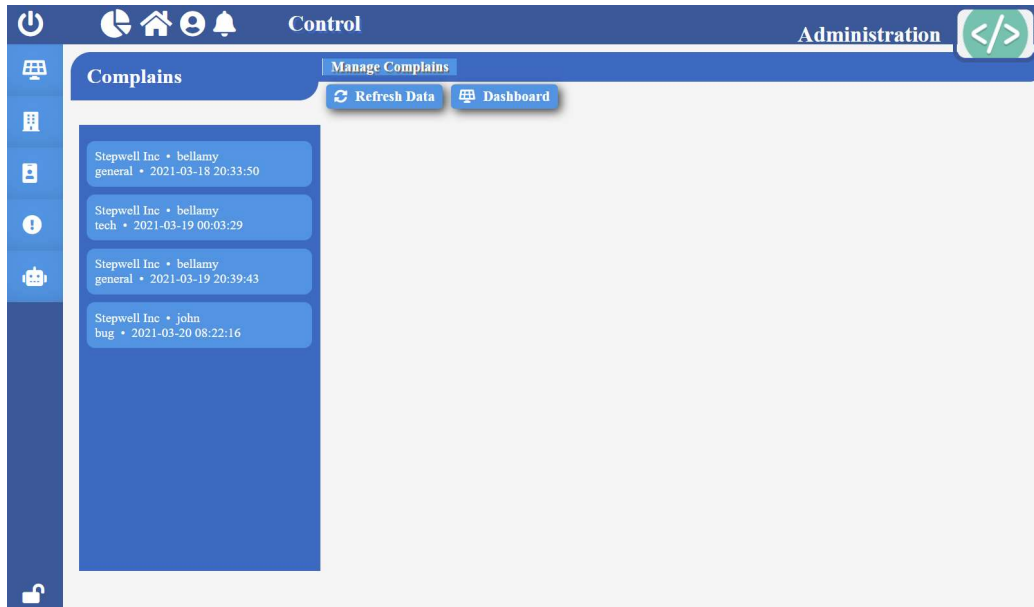 Control
Administration
</>
Complains
Manage Complains
Refresh Data
Dashboard
Stepwell Inc • bellamy
general • 2021-03-18 20:33:50
Stepwell Inc • bellamy
tech • 2021-03-19 00:03:29
Stepwell Inc • bellamy
general • 2021-03-19 20:39:43
Stepwell Inc • john
bug • 2021-03-20 08:22:16